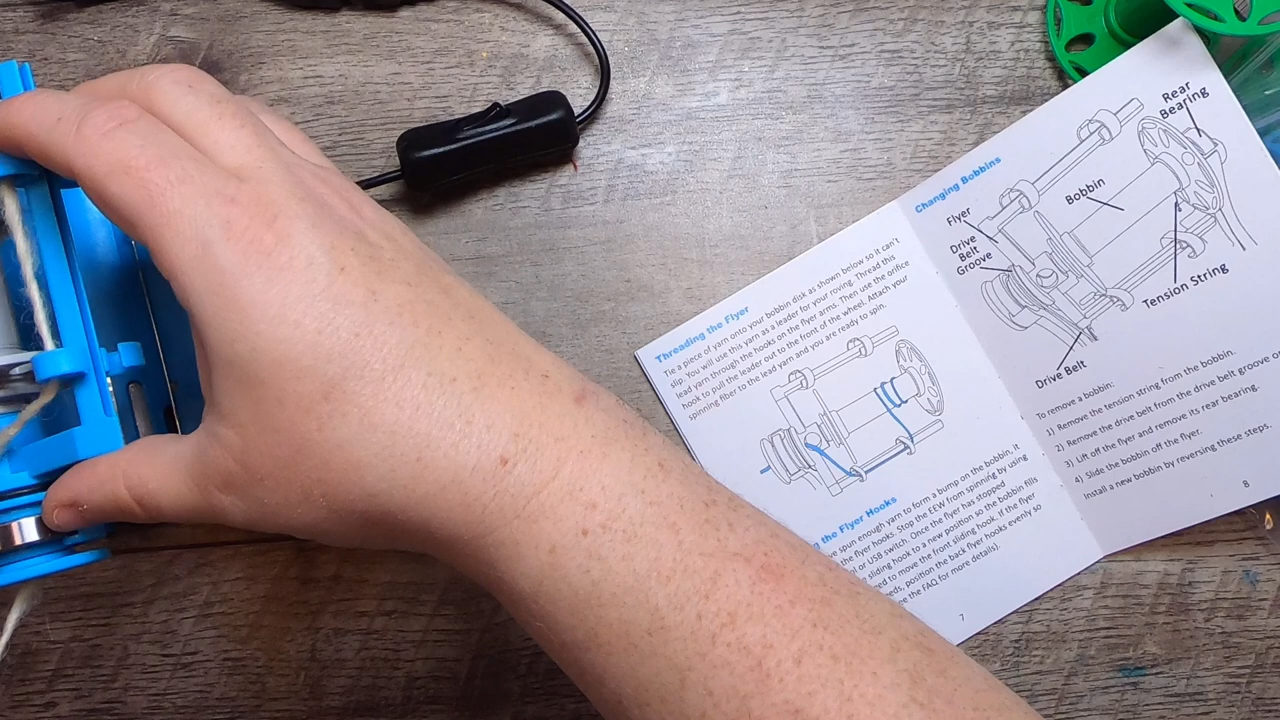 Threading the Flyer
Tie a piece of yarn onto your bobbin disk as shown below so it can't
slip. You will use this yarn as a leader for your roving. Thread this
lead yarn through the hooks on the flyer arms. Then use the orifice
hook to pull the leader out to the front of the wheel. Attach your
spinning fiber to the lead yarn and you are ready to spin.
the Flyer Hooks
spun enough yarn to form a bump on the bobbin, it
the flyer hooks. Stop the EEW from spinning by using
or USB switch. Once the flyer has stopped
sliding hook to a new position so the bobbin fills
to move the front sliding hook. If the flyer
position the back flyer hooks evenly so
the FAQ for more details).
7
Changing Bobbins
Rear
Bearing
Bobbin
Flyer
Drive
Belt
Groove
Tension String
Drive Belt
To remove a bobbin:
1) Remove the tension string from the bobbin.
2) Remove the drive belt from the drive belt groove
3) Lift off the flyer and remove its rear bearing.
4) Slide the bobbin off the flyer.
Install a new bobbin by reversing these steps.
8